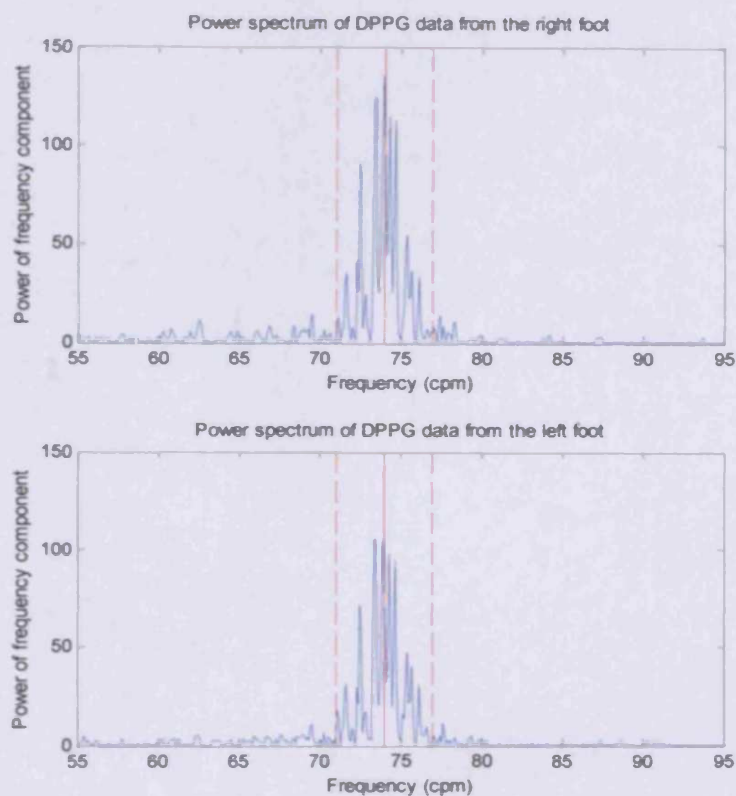 Power spectrum of DPPG data from the right foot
150
100
50
0
Power of frequency component
55 60 65 70 75 80 85 90 95
Frequency (cpm)
Power spectrum of DPPG data from the left foot
150
100
50
0
Power of frequency component
55 60 65 70 75 80 85 90 95
Frequency (cpm)